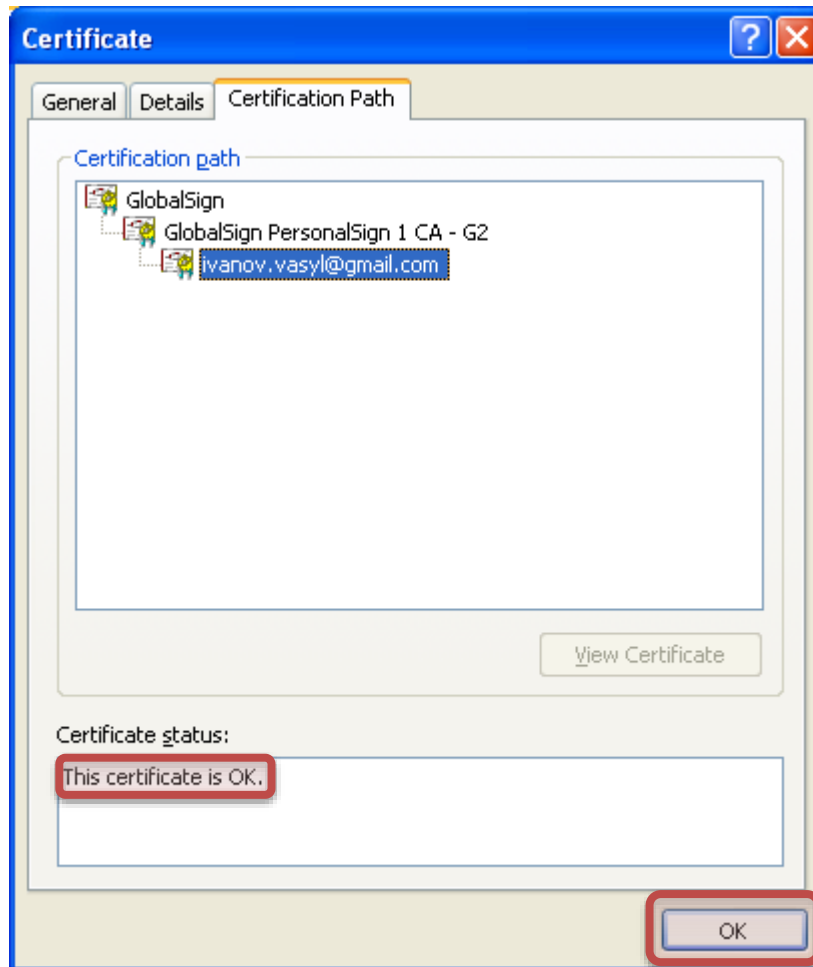 Certificate
General Details Certification Path
Certification path
GlobalSign
GlobalSign PersonalSign 1 CA - G2
ivanov.vasyl@gmail.com
View Certificate
Certificate status:
This certificate is OK.
OK